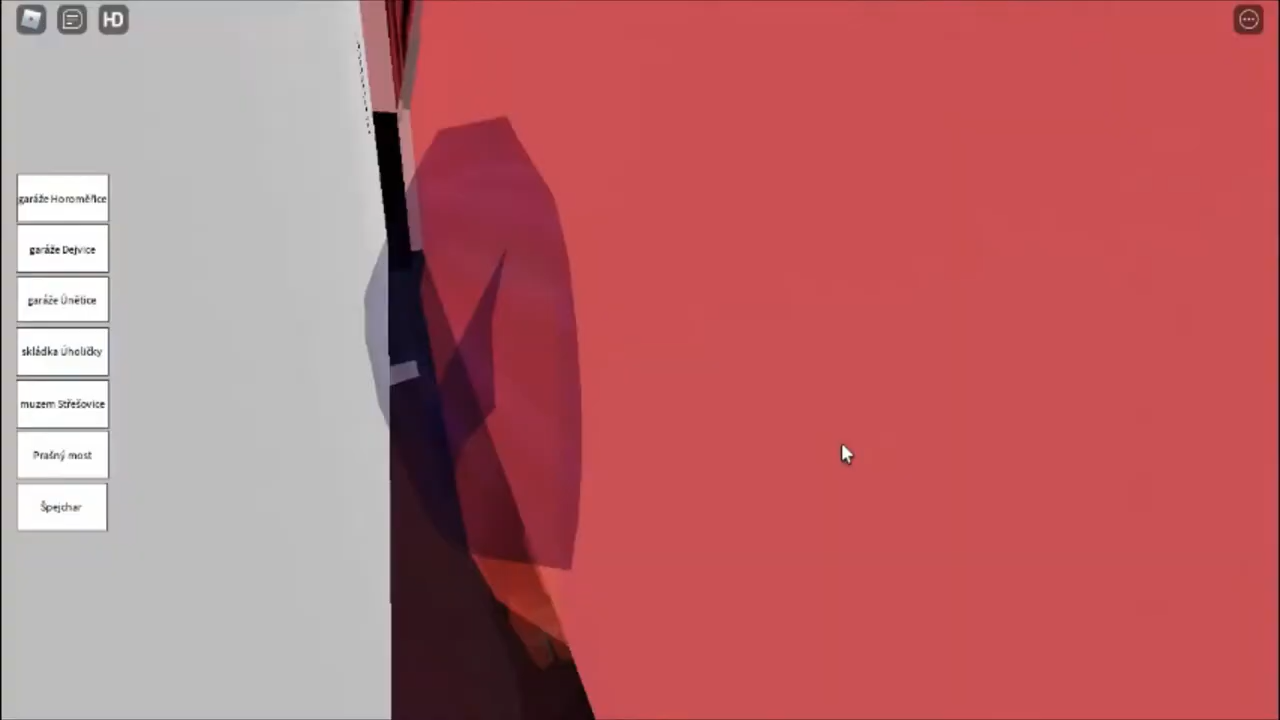 HD
garáže Horoměřice
garáže Dejvice
garáže Únětice
skládka Úholičky
muzem Střešovice
Prašný most
Špejchar